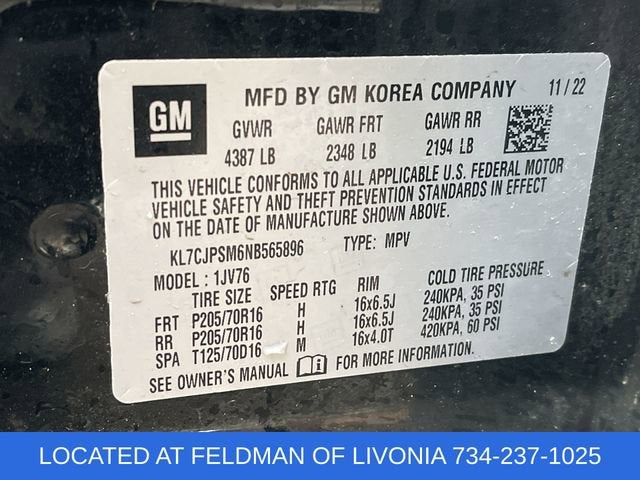 GM
MFD BY GM KOREA COMPANY 11 / 22
GVWR GAWR FRT GAWR RR
4387 LB 2348 LB 2194 LB
THIS VEHICLE CONFORMS TO ALL APPLICABLE U.S. FEDERAL MOTOR
VEHICLE SAFETY AND THEFT PREVENTION STANDARDS IN EFFECT
ON THE DATE OF MANUFACTURE SHOWN ABOVE.
KL7CJPSM6NB565896 TYPE: MPV
MODEL : 1JV76
TIRE SIZE SPEED RTG RIM COLD TIRE PRESSURE
FRT P205/70R16 H 16x6.5J 240KPA, 35 PSI
RR P205/70R16 H 16x6.5J 240KPA, 35 PSI
SPA T125/70D16 M 16x4.0T 420KPA, 60 PSI
SEE OWNER'S MANUAL FOR MORE INFORMATION.
LOCATED AT FELDMAN OF LIVONIA 734-237-1025